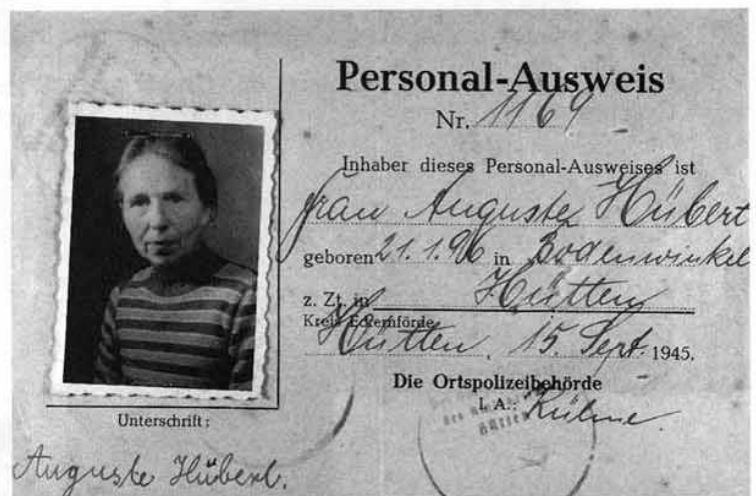 Personal-Ausweis
Nr. 1169
Inhaber dieses Personal-Ausweises ist
Frau Auguste Hübert
geboren 21. 1. 96 in Bodenwinkel
z. Zt. in Hütten
Kreis Eckernförde
Hütten, 15. Sept. 1945.
Die Ortspolizeibehörde
I. A.:
Hütten
Unterschrift:
Auguste Hübert.